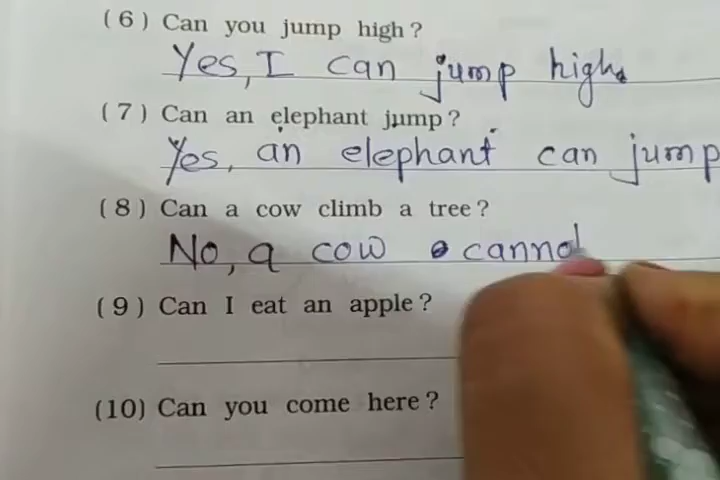 (6) Can you jump high?
Yes, I can jump high.
(7) Can an elephant jump?
Yes, an elephant can jump
(8) Can a cow climb a tree?
No, a cow cannot
(9) Can I eat an apple?
(10) Can you come here?